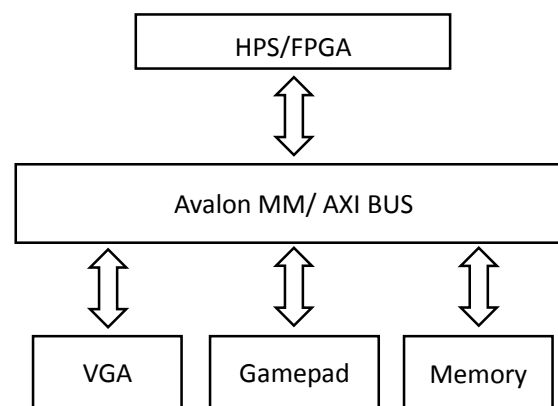 HPS/FPGA
Avalon MM/ AXI BUS
VGA
Gamepad
Memory